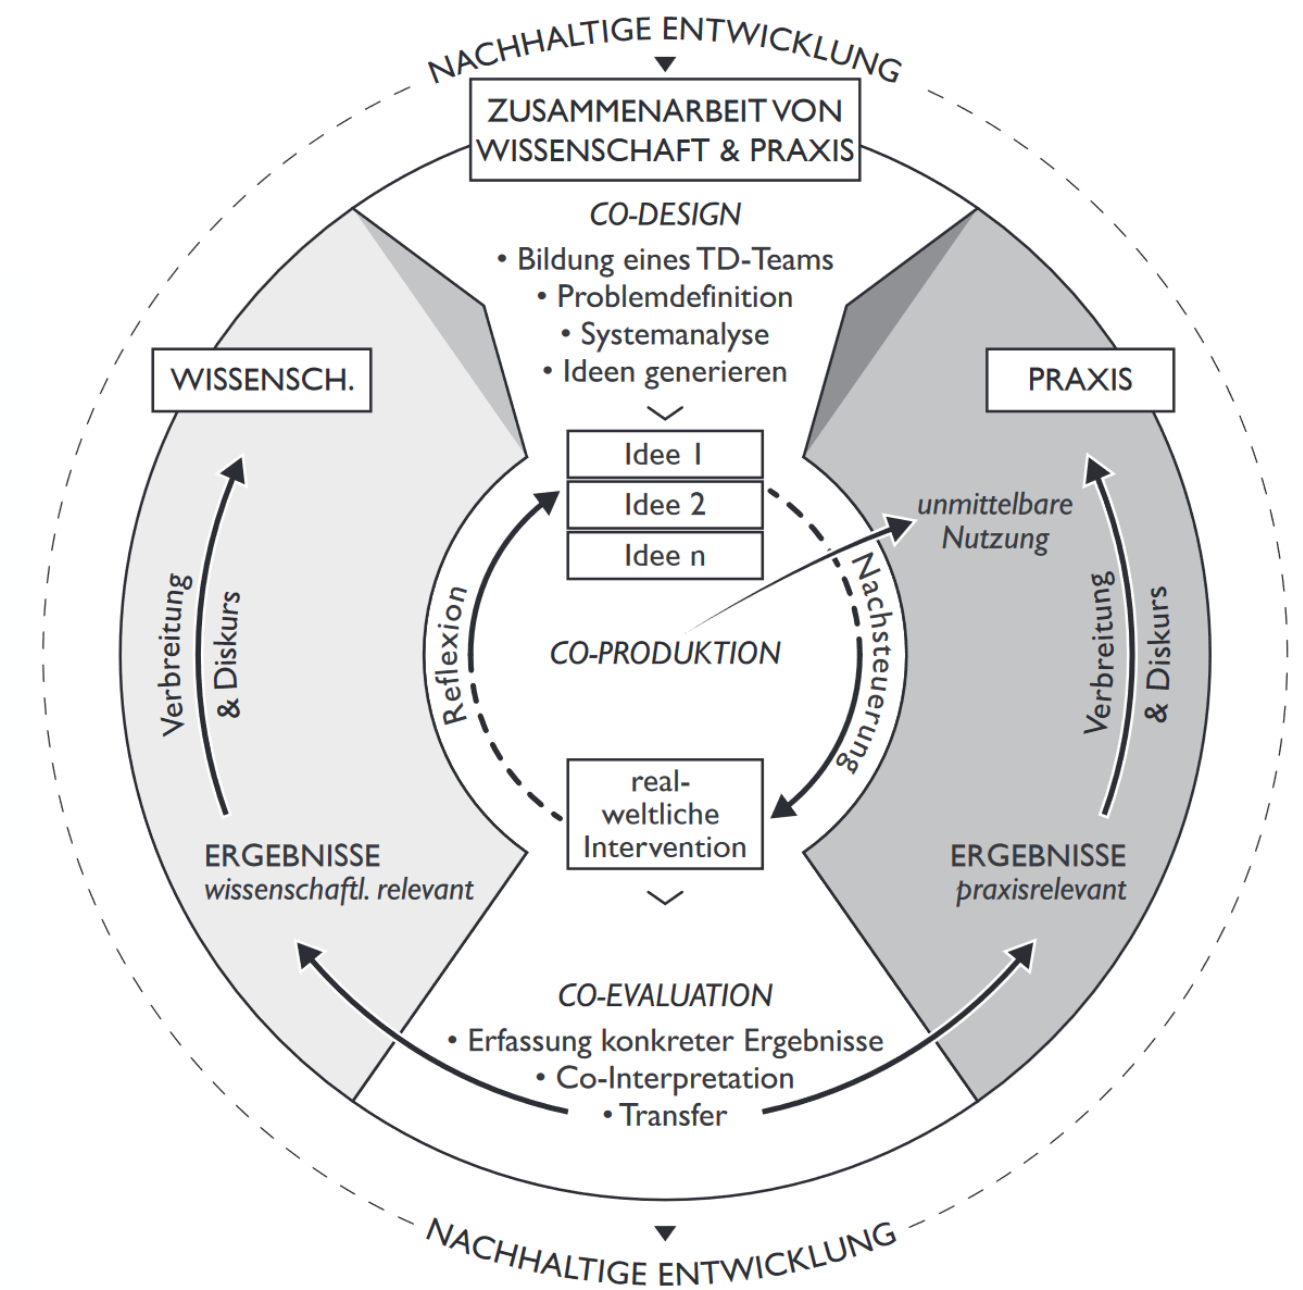 NACHHALTIGE ENTWICKLUNG
ZUSAMMENARBEIT VON
WISSENSCHAFT & PRAXIS
CO-DESIGN
• Bildung eines TD-Teams
• Problemdefinition
• Systemanalyse
• Ideen generieren
WISSENSCH.
PRAXIS
Idee 1
Idee 2
Idee n
unmittelbare
Nutzung
Reflexion
Nachsteuerung
CO-PRODUKTION
Verbreitung
& Diskurs
Verbreitung
& Diskurs
real-
weltliche
Intervention
ERGEBNISSE
wissenschaftl. relevant
ERGEBNISSE
praxisrelevant
CO-EVALUATION
• Erfassung konkreter Ergebnisse
• Co-Interpretation
• Transfer
NACHHALTIGE ENTWICKLUNG